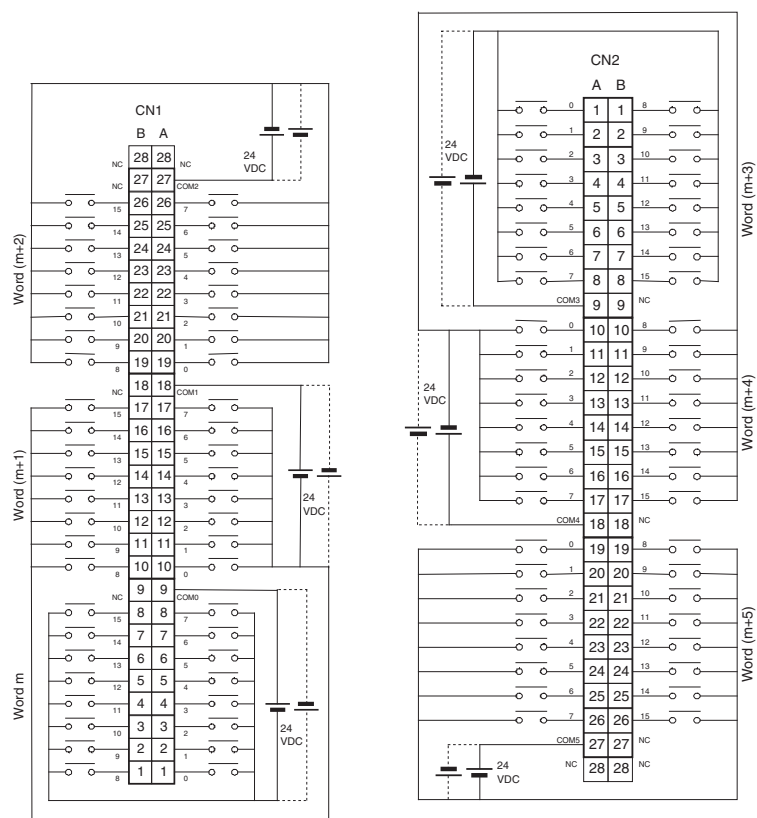 CN1
B A
28 28
NC NC
24
VDC
27 27
NC COM2
26 26
15 7
25 25
14 6
24 24
13 5
23 23
12 4
22 22
11 3
21 21
10 2
20 20
9 1
19 19
8 0
Word (m+2)
18 18
NC COM1
17 17
15 7
16 16
14 6
15 15
13 5
14 14
12 4
13 13
11 3
12 12
10 2
11 11
9 1
10 10
8 0
Word (m+1)
24
VDC
9 9
NC COM0
8 8
15 7
7 7
14 6
6 6
13 5
5 5
12 4
4 4
11 3
3 3
10 2
2 2
9 1
1 1
8 0
Word m
24
VDC
CN2
A B
0 1 1 8
1 2 2 9
2 3 3 10
3 4 4 11
4 5 5 12
5 6 6 13
6 7 7 14
7 8 8 15
COM3 9 9 NC
24
VDC
Word (m+3)
0 10 10 8
1 11 11 9
2 12 12 10
3 13 13 11
4 14 14 12
5 15 15 13
6 16 16 14
7 17 17 15
COM4 18 18 NC
24
VDC
Word (m+4)
0 19 19 8
1 20 20 9
2 21 21 10
3 22 22 11
4 23 23 12
5 24 24 13
6 25 25 14
7 26 26 15
COM5 27 27 NC
NC 28 28 NC
24
VDC
Word (m+5)